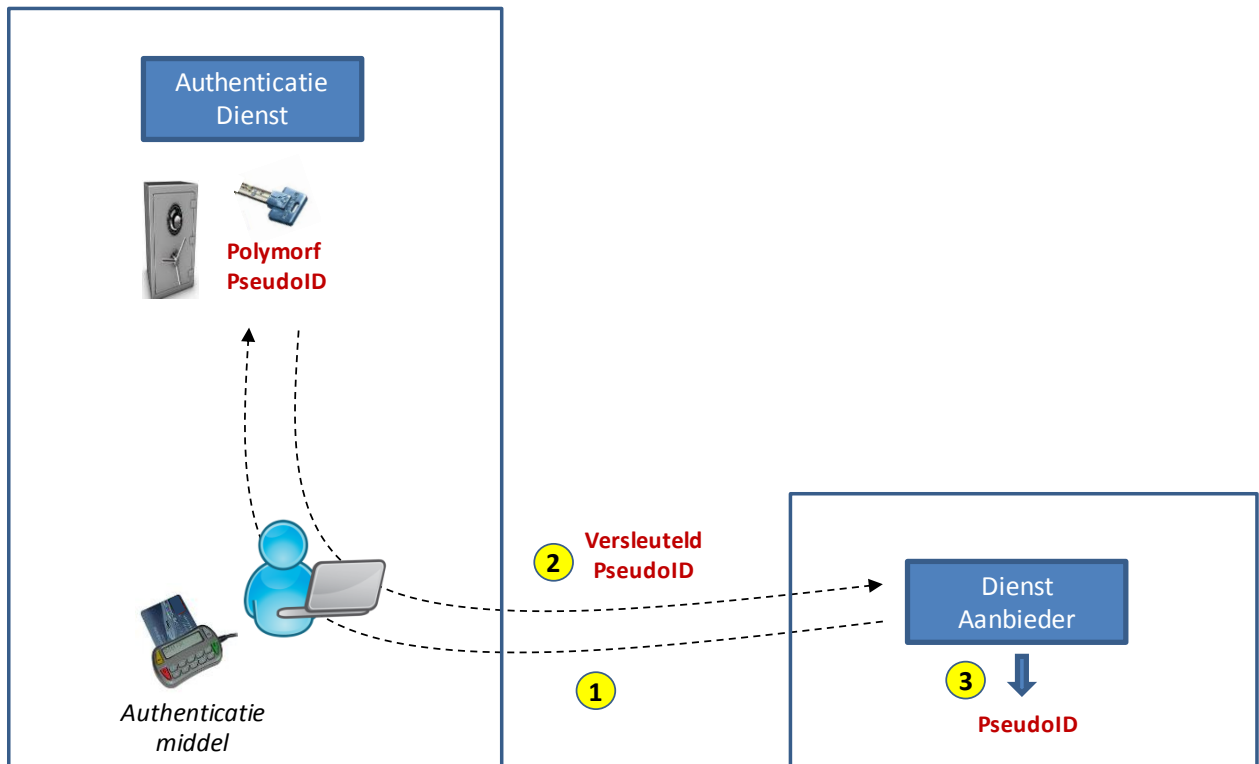 Authenticatie
Dienst
Polymorf
PseudoID
2
Versleuteld
PseudoID
Dienst
Aanbieder
1
3
PseudoID
Authenticatie
middel